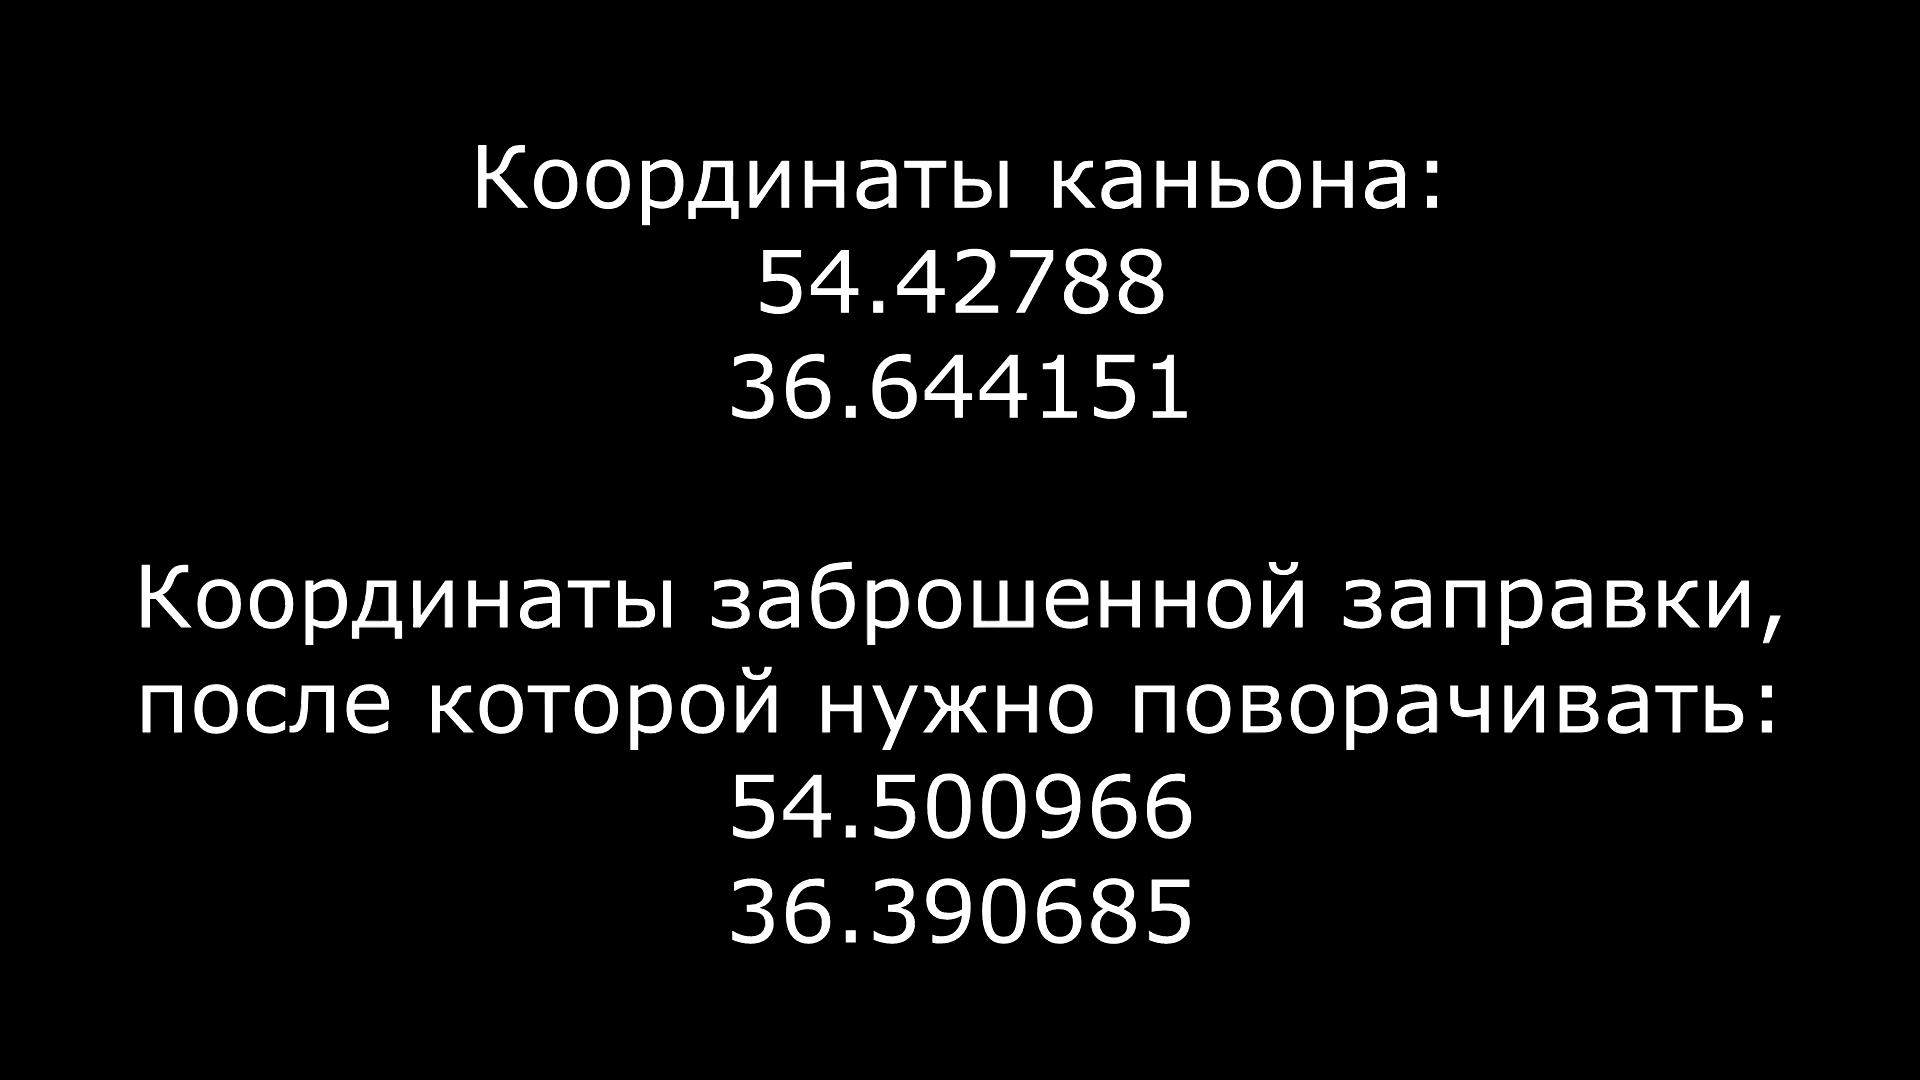 Координаты каньона:
54.42788
36.644151
Координаты заброшенной заправки,
после которой нужно поворачивать:
54.500966
36.390685